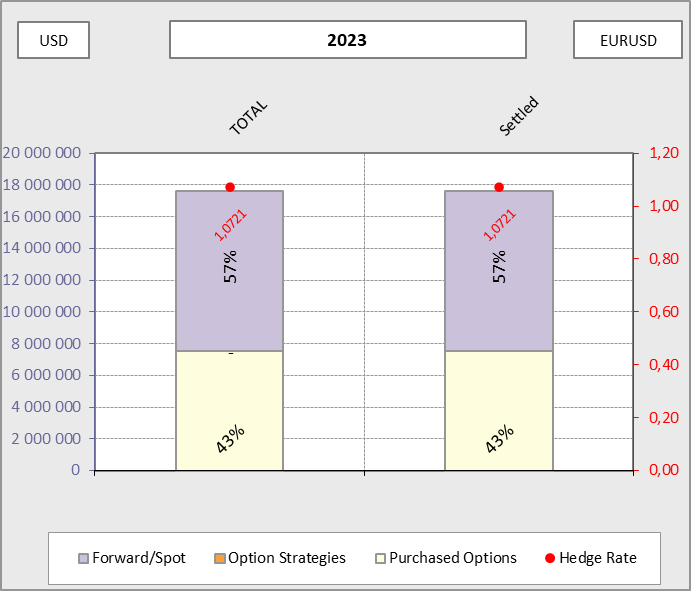 USD
2023
EURUSD
TOTAL
Settled
20 000 000
18 000 000
16 000 000
14 000 000
12 000 000
10 000 000
8 000 000
6 000 000
4 000 000
2 000 000
0
1,20
1,00
0,80
0,60
0,40
0,20
0,00
1,0721
57%
-
43%
1,0721
57%
43%
Forward/Spot
Option Strategies
Purchased Options
Hedge Rate